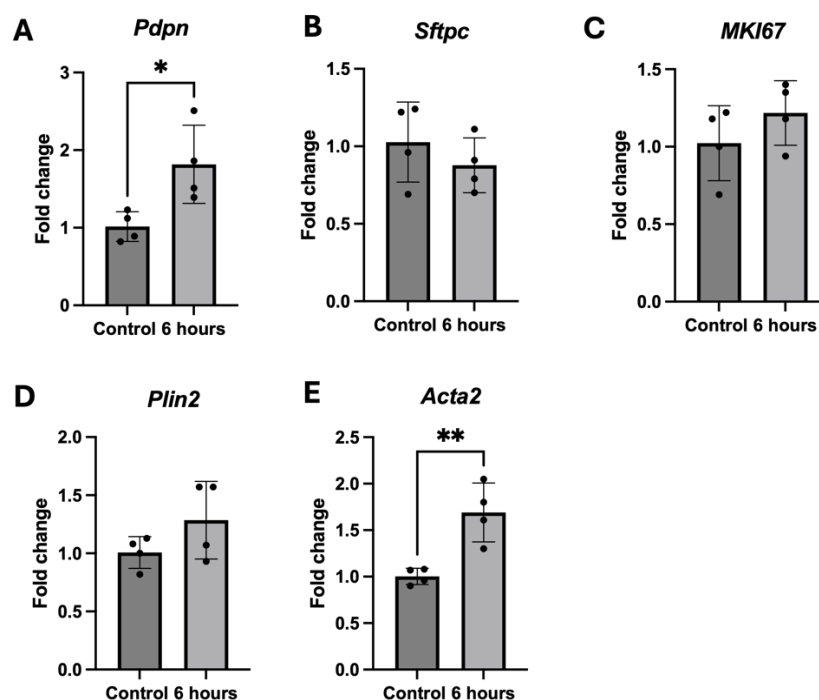 A
Pdpn
*
Fold change
3
2
1
0
Control 6 hours
B
Sftpc
Fold change
1.5
1.0
0.5
0.0
Control 6 hours
C
MKI67
Fold change
1.5
1.0
0.5
0.0
Control 6 hours
D
Plin2
Fold change
2.0
1.5
1.0
0.5
0.0
Control 6 hours
E
Acta2
**
Fold change
2.5
2.0
1.5
1.0
0.5
0.0
Control 6 hours